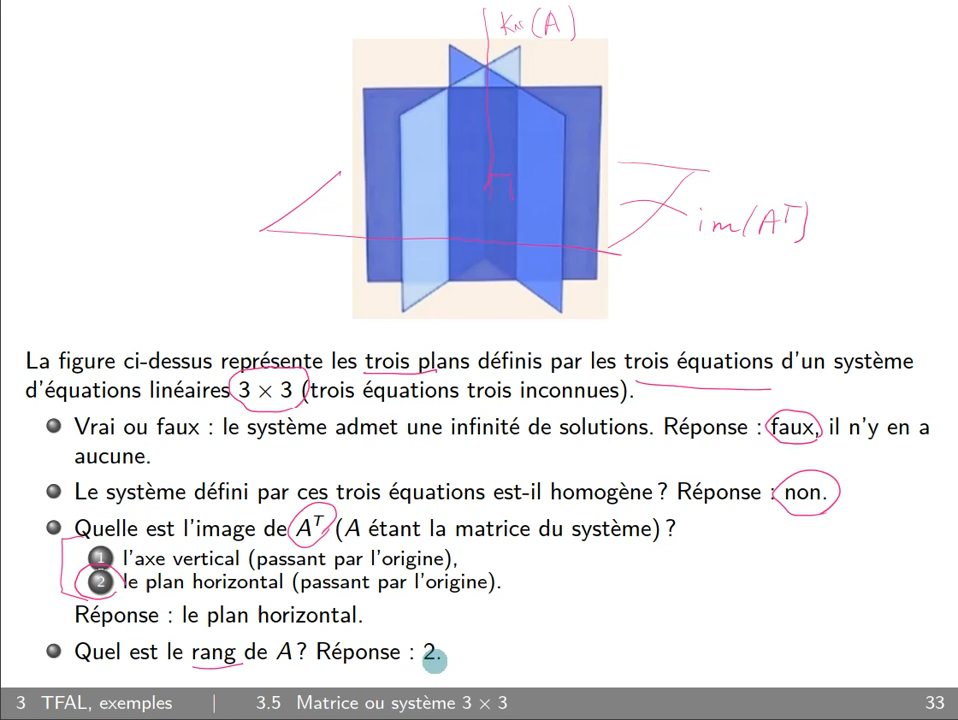 Ker(A)
im(Aᵀ)
La figure ci-dessus représente les trois plans définis par les trois équations d'un système
d'équations linéaires 3 × 3 (trois équations trois inconnues).
Vrai ou faux : le système admet une infinité de solutions. Réponse : faux, il n'y en a
aucune.
Le système défini par ces trois équations est-il homogène ? Réponse : non.
Quelle est l'image de Aᵀ (A étant la matrice du système) ?
1 l'axe vertical (passant par l'origine),
2 le plan horizontal (passant par l'origine).
Réponse : le plan horizontal.
Quel est le rang de A ? Réponse : 2.
3 TFAL, exemples | 3.5 Matrice ou système 3 × 3 33